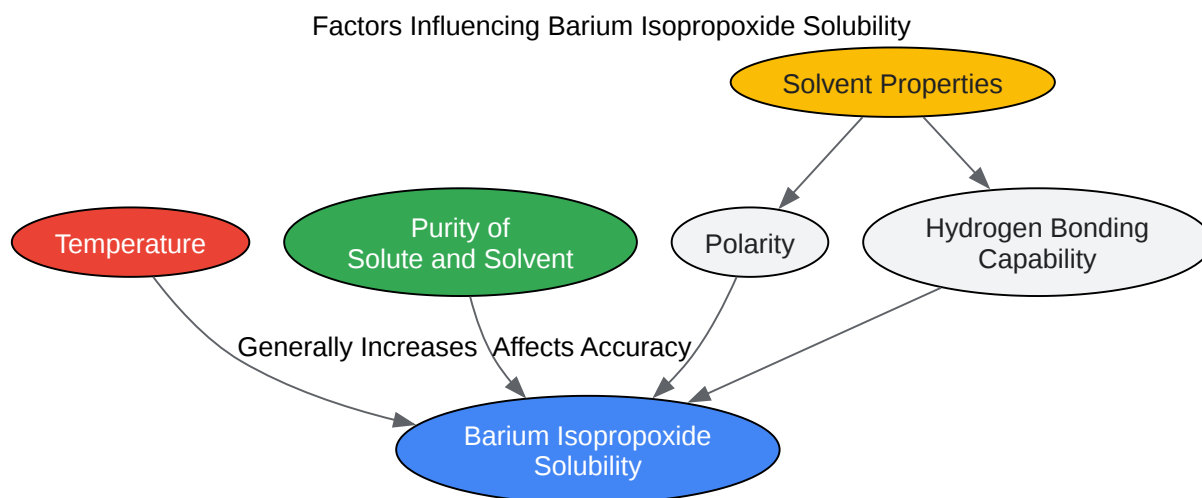 Factors Influencing Barium Isopropoxide Solubility
Solvent Properties
Temperature
Purity of
Solute and Solvent
Polarity
Hydrogen Bonding
Capability
Generally Increases
Affects Accuracy
Barium Isopropoxide
Solubility